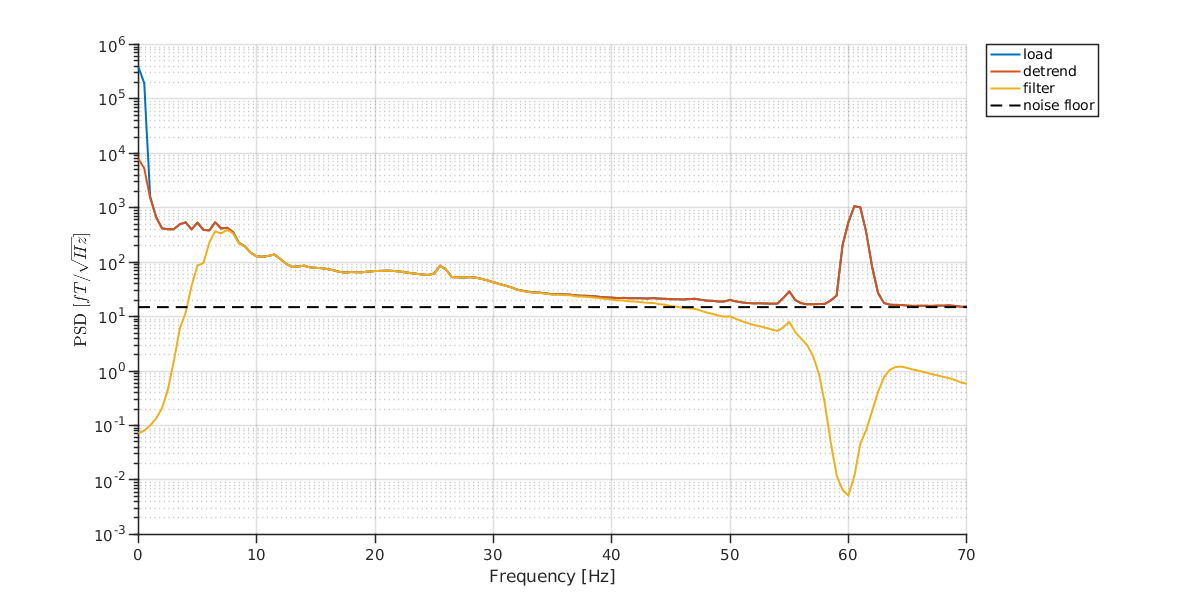 10^6
10^5
10^4
10^3
10^2
10^1
10^0
10^-1
10^-2
10^-3
PSD [fT/√Hz]
0 10 20 30 40 50 60 70
Frequency [Hz]
load
detrend
filter
noise floor